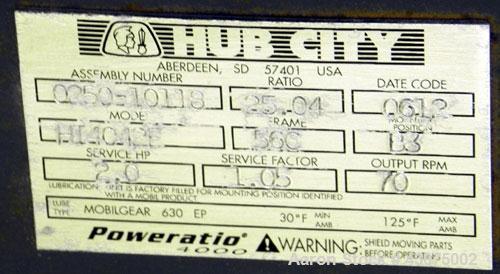 HUB CITY
ABERDEEN, SD 57401 USA
ASSEMBLY NUMBER RATIO DATE CODE
0250-10118 25.04 0612
MODE FRAME MOUNTING POSITION
56C B3
SERVICE HP SERVICE FACTOR OUTPUT RPM
2.0 1.05 70
LUBRICATION: UNIT IS FACTORY FILLED FOR MOUNTING POSITION IDENTIFIED
WITH A MOBIL PRODUCT.
LUBE TYPE MOBILGEAR 630 EP 30°F MIN AMB 125°F MAX AMB
Poweratio 4000 WARNING: SHIELD MOVING PARTS
BEFORE OPERATING